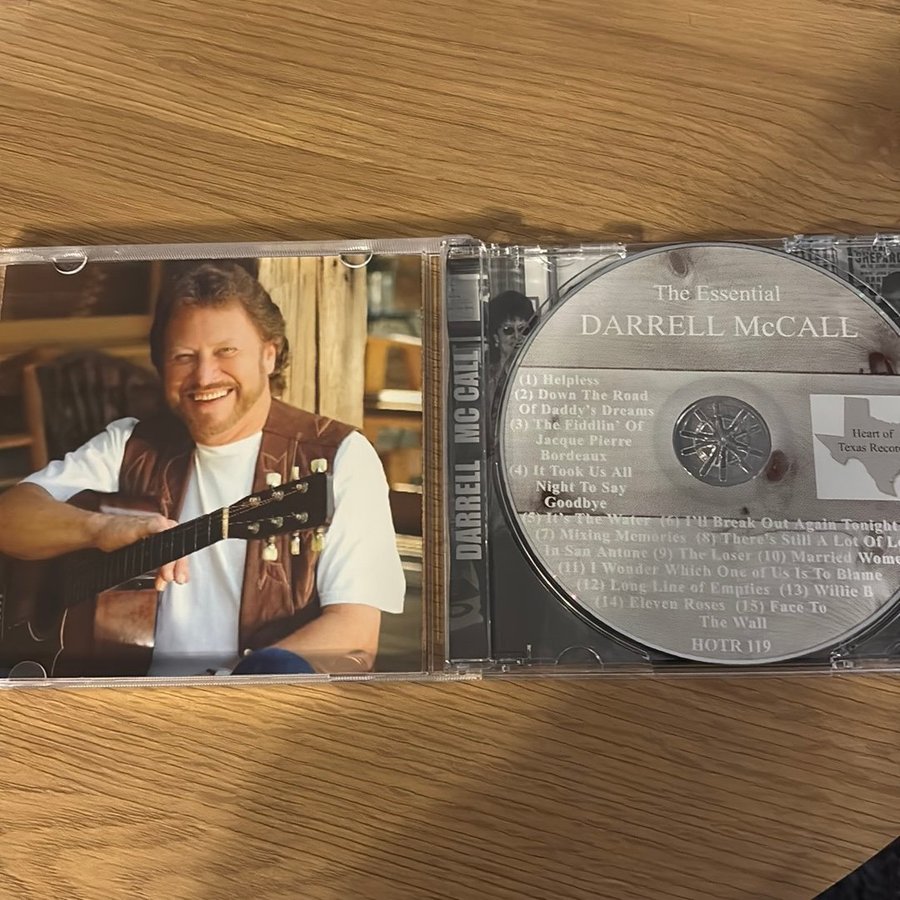 DARRELL MC CALL
The Essential
DARRELL McCALL
(1) Helpless
(2) Down The Road
Of Daddy's Dreams
(3) The Fiddlin' Of
Jacque Pierre
Bordeaux
(4) It Took Us All
Night To Say
Goodbye
(5) It's The Water (6) I'll Break Out Again Tonight
(7) Mixing Memories (8) There's Still A Lot Of
In San Antone (9) The Loser (10) Married
(11) I Wonder Which One of Us Is To Blame
(12) Long Line of Empties (13) Willie B
(14) Eleven Roses (15) Face To
The Wall
HOTR 119
Heart of
Texas